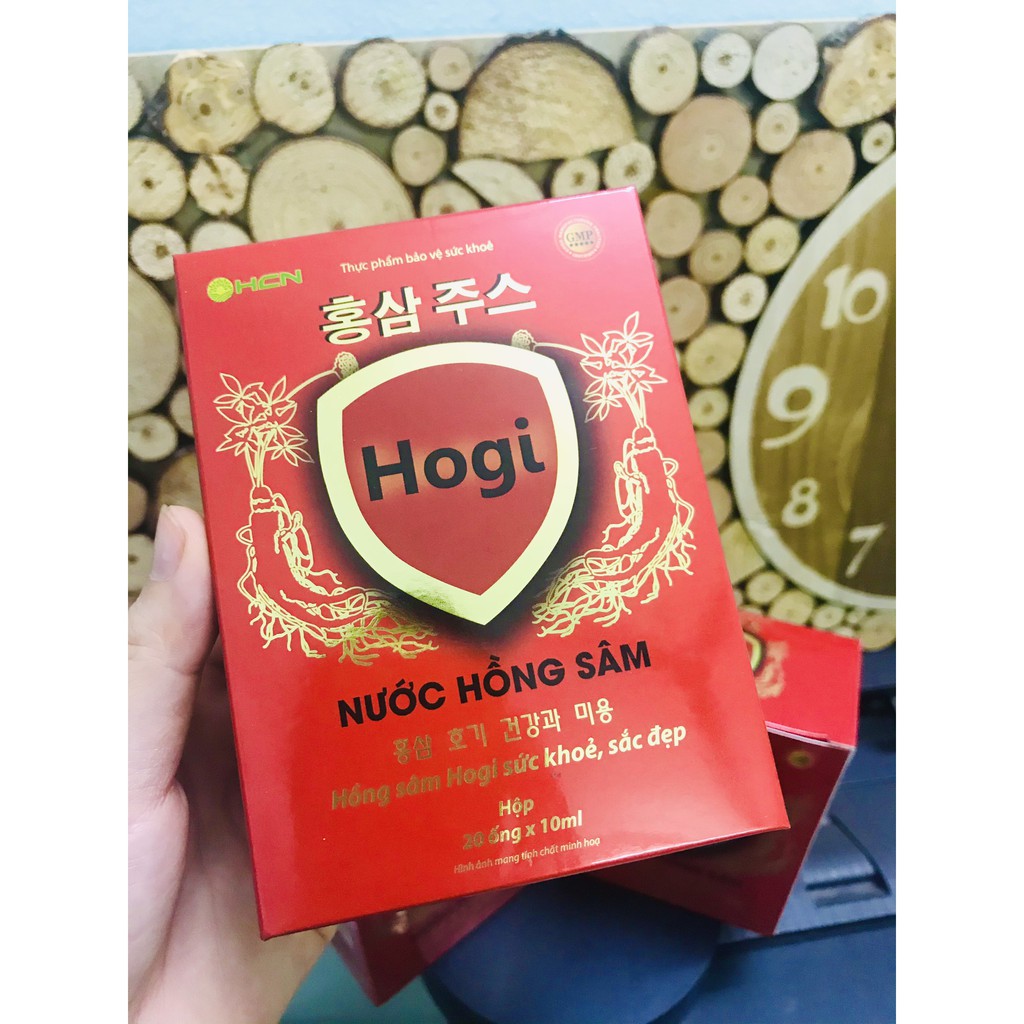 HCN
Thực phẩm bảo vệ sức khoẻ
GMP
홍삼 주스
Hogi
NƯỚC HỒNG SÂM
홍삼 호기 건강과 미용
Hồng sâm Hogi sức khoẻ, sắc đẹp
Hộp
20 ống x 10ml
Hình ảnh mang tính chất minh hoạ
10
9
8
7